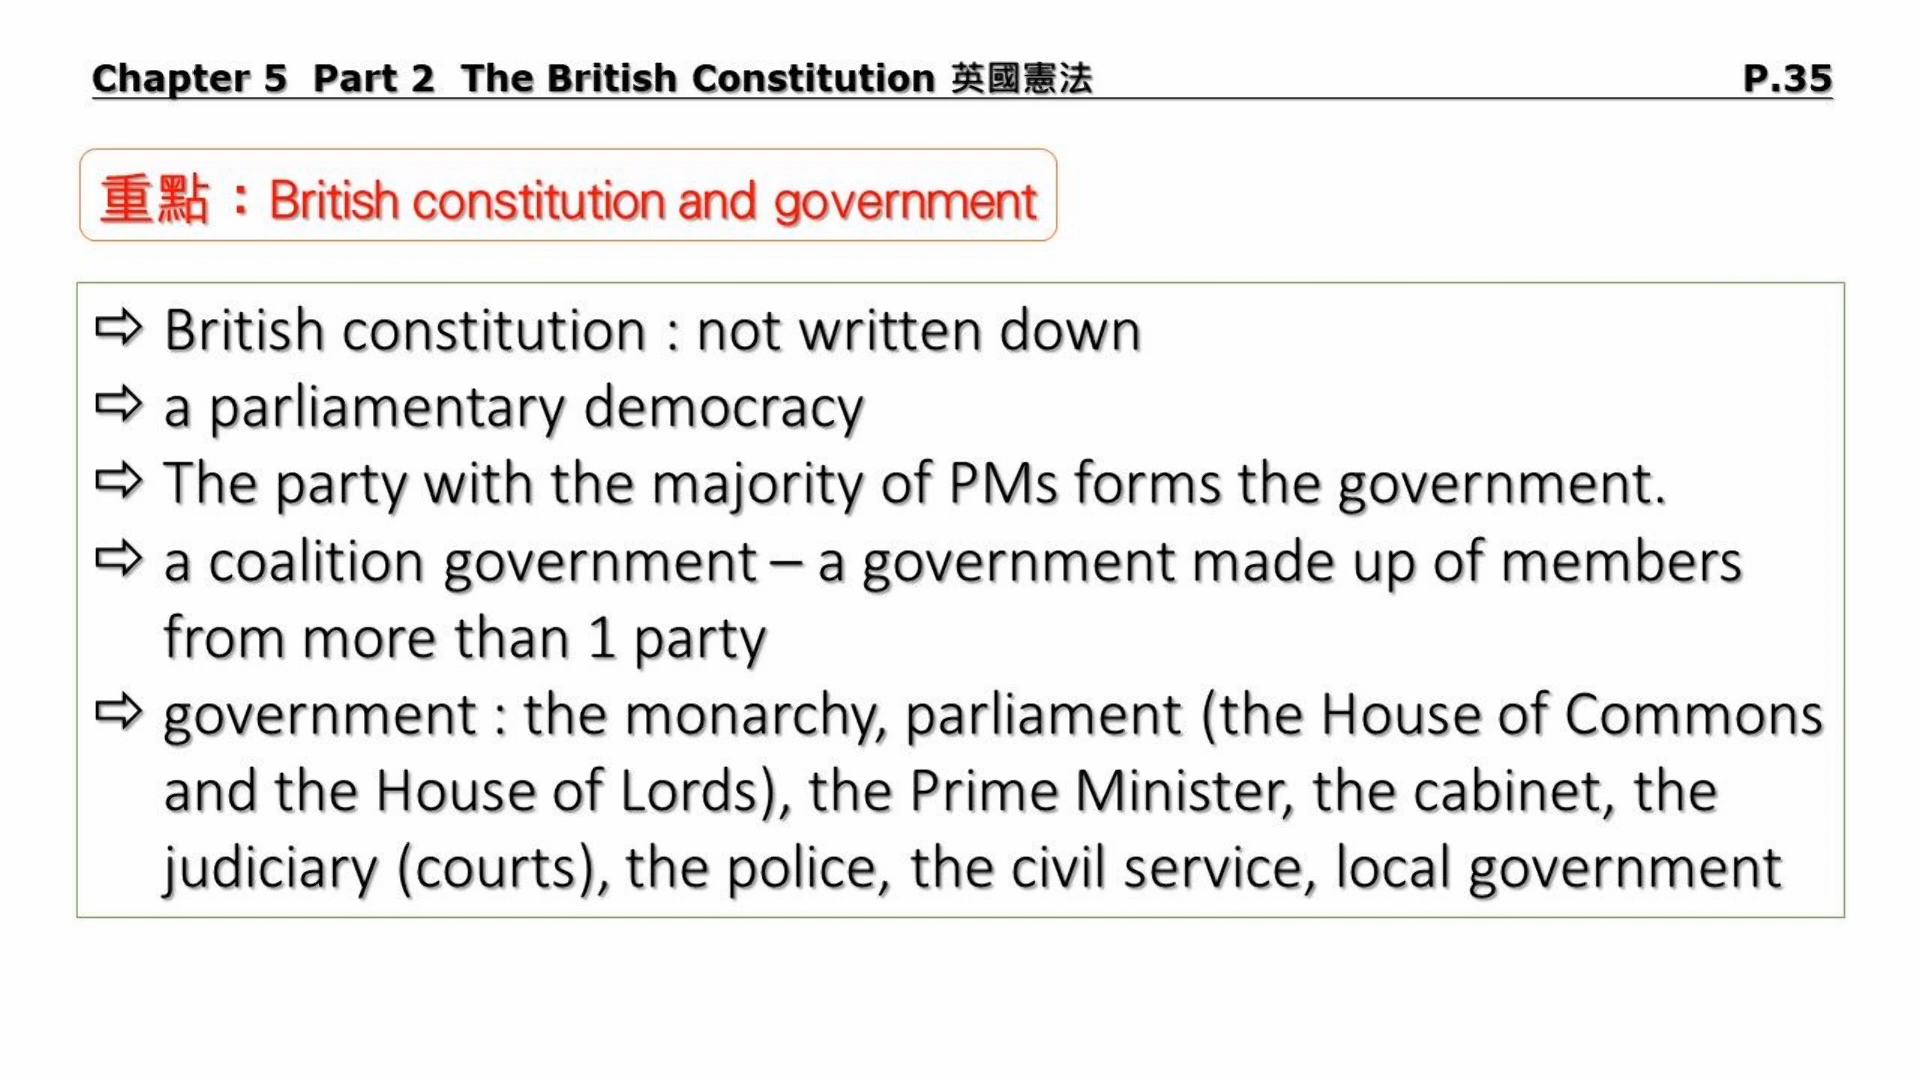 Chapter 5 Part 2 The British Constitution 英國憲法 P.35
重點：British constitution and government
⇨ British constitution : not written down
⇨ a parliamentary democracy
⇨ The party with the majority of PMs forms the government.
⇨ a coalition government – a government made up of members
from more than 1 party
⇨ government : the monarchy, parliament (the House of Commons
and the House of Lords), the Prime Minister, the cabinet, the
judiciary (courts), the police, the civil service, local government